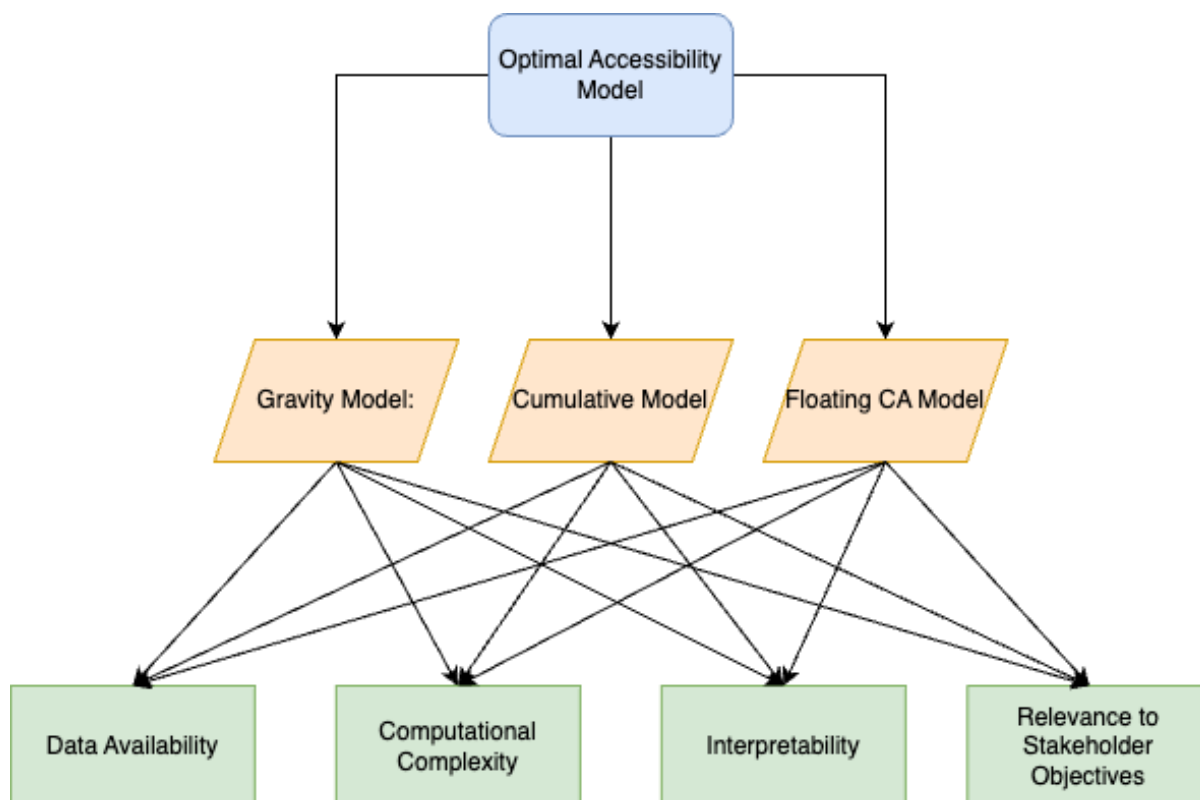 Optimal Accessibility
Model
Gravity Model:
Cumulative Model
Floating CA Model
Data Availability
Computational
Complexity
Interpretability
Relevance to
Stakeholder
Objectives